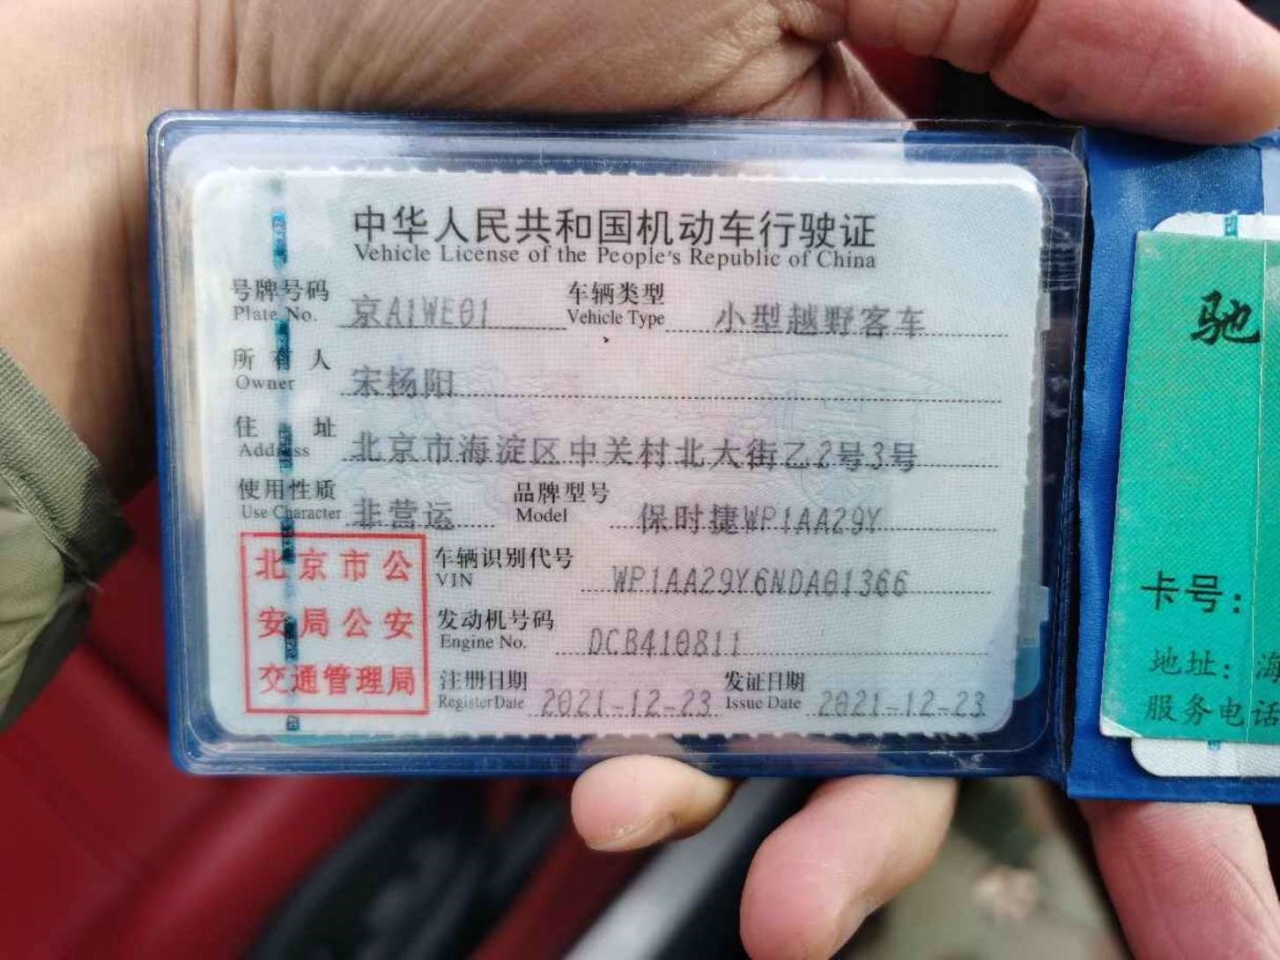 中华人民共和国机动车行驶证
Vehicle License of the People's Republic of China
号牌号码 京A1WE01 车辆类型 小型越野客车
Plate No. Vehicle Type
所有人 宋杨阳
Owner
住址 北京市海淀区中关村北大街乙2号3号
Address
使用性质 非营运 品牌型号 保时捷WP1AA29Y
Use Character Model
北京市公
安局公安
交通管理局
车辆识别代号 WP1AA29Y6NDA01366
VIN
发动机号码 DCB410811
Engine No.
注册日期 2021-12-23 发证日期 2021-12-23
Register Date Issue Date
驰
卡号：
地址：海
服务电话